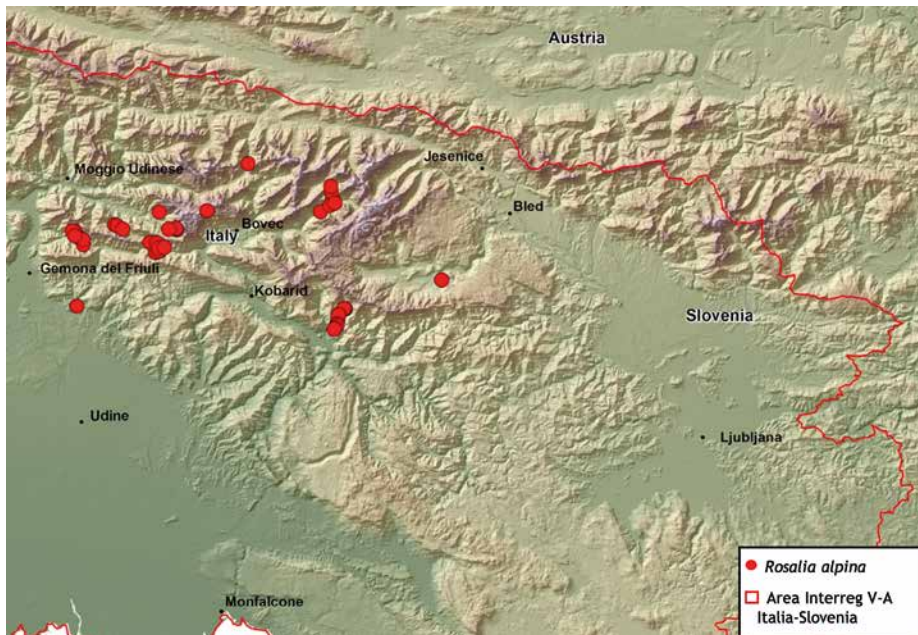 Austria
Jesenice
Moggio Udinese
Bled
Bovec
Italy
Gemona del Friuli
Kobarid
Slovenia
Udine
Ljubljana
Monfalcone
Rosalia alpina
Area Interreg V-A
Italia-Slovenia